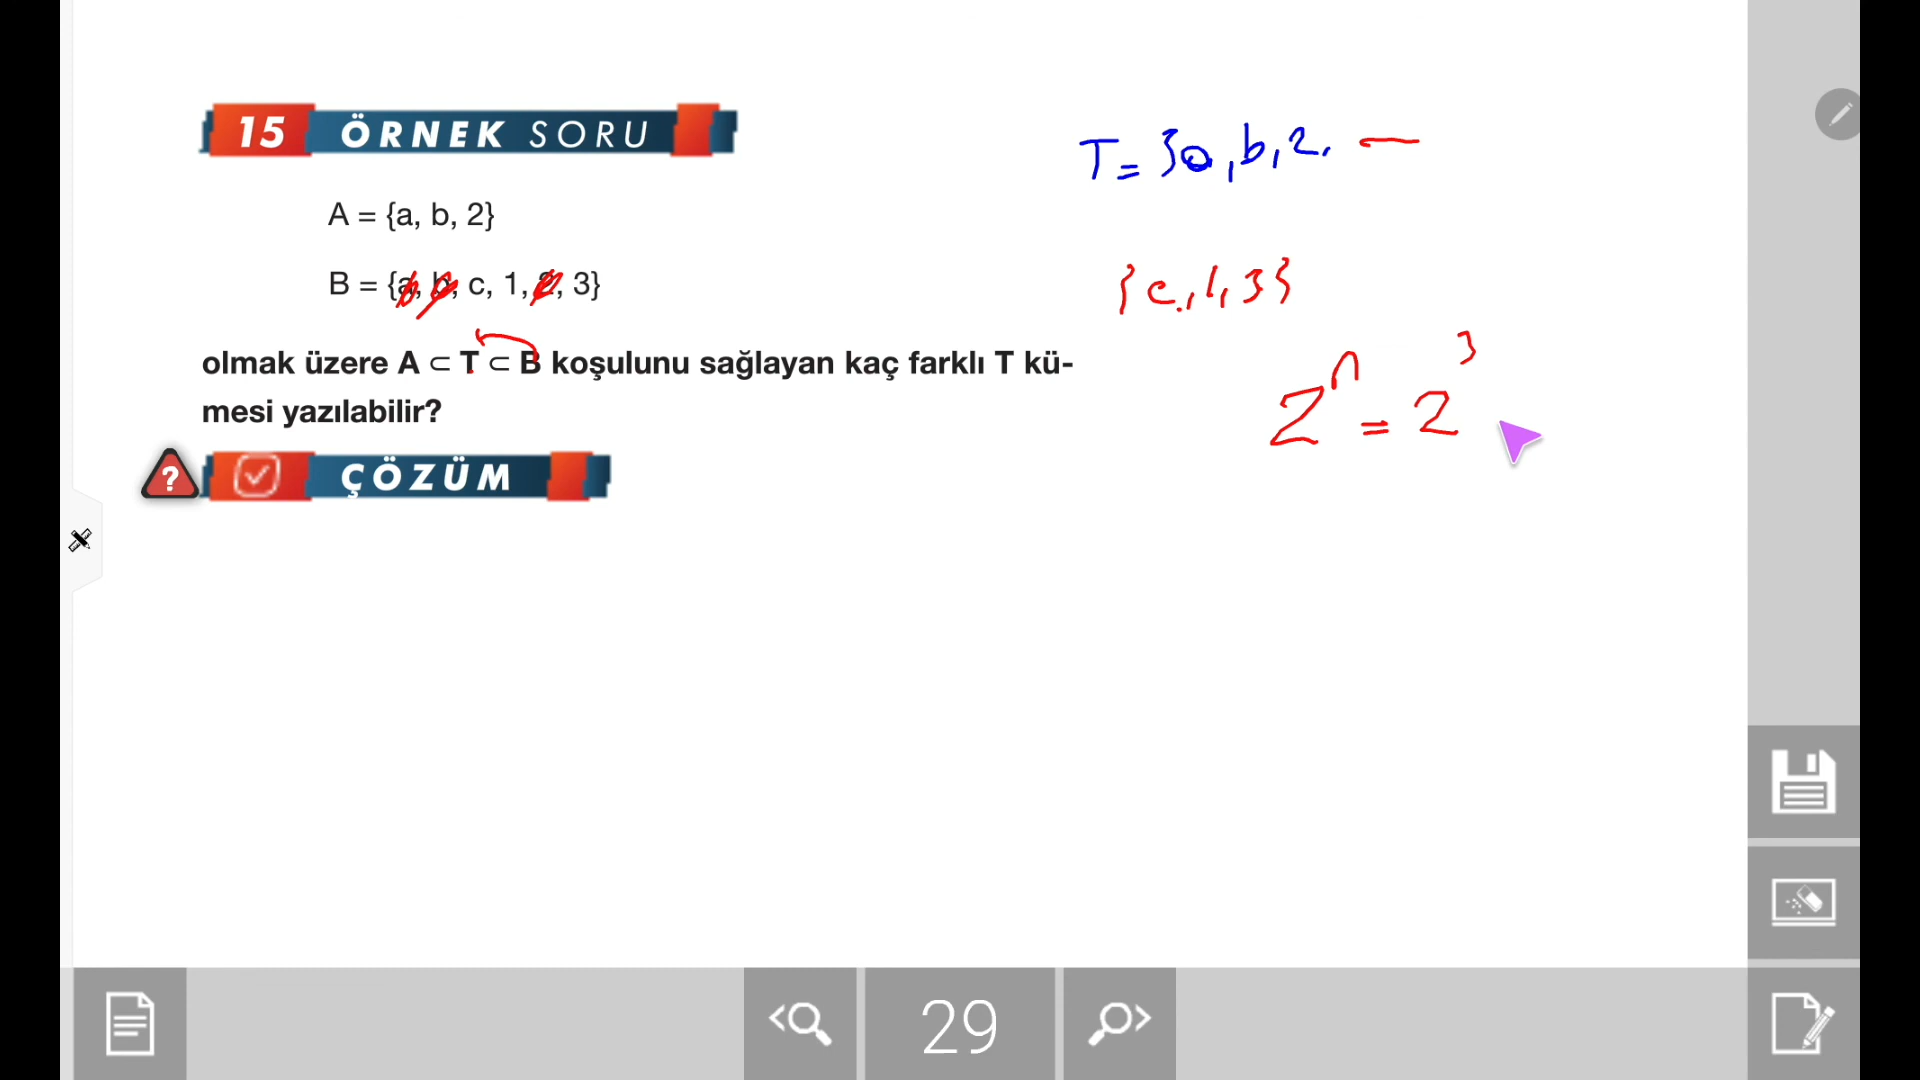 15 ÖRNEK SORU
A = {a, b, 2}
B = {a, b, c, 1, 2, 3}
olmak üzere A ⊂ T ⊂ B koşulunu sağlayan kaç farklı T kü-
mesi yazılabilir?
? ÇÖZÜM
T = {a, b, 2,
{c, 1, 3}
2ⁿ = 2³
29